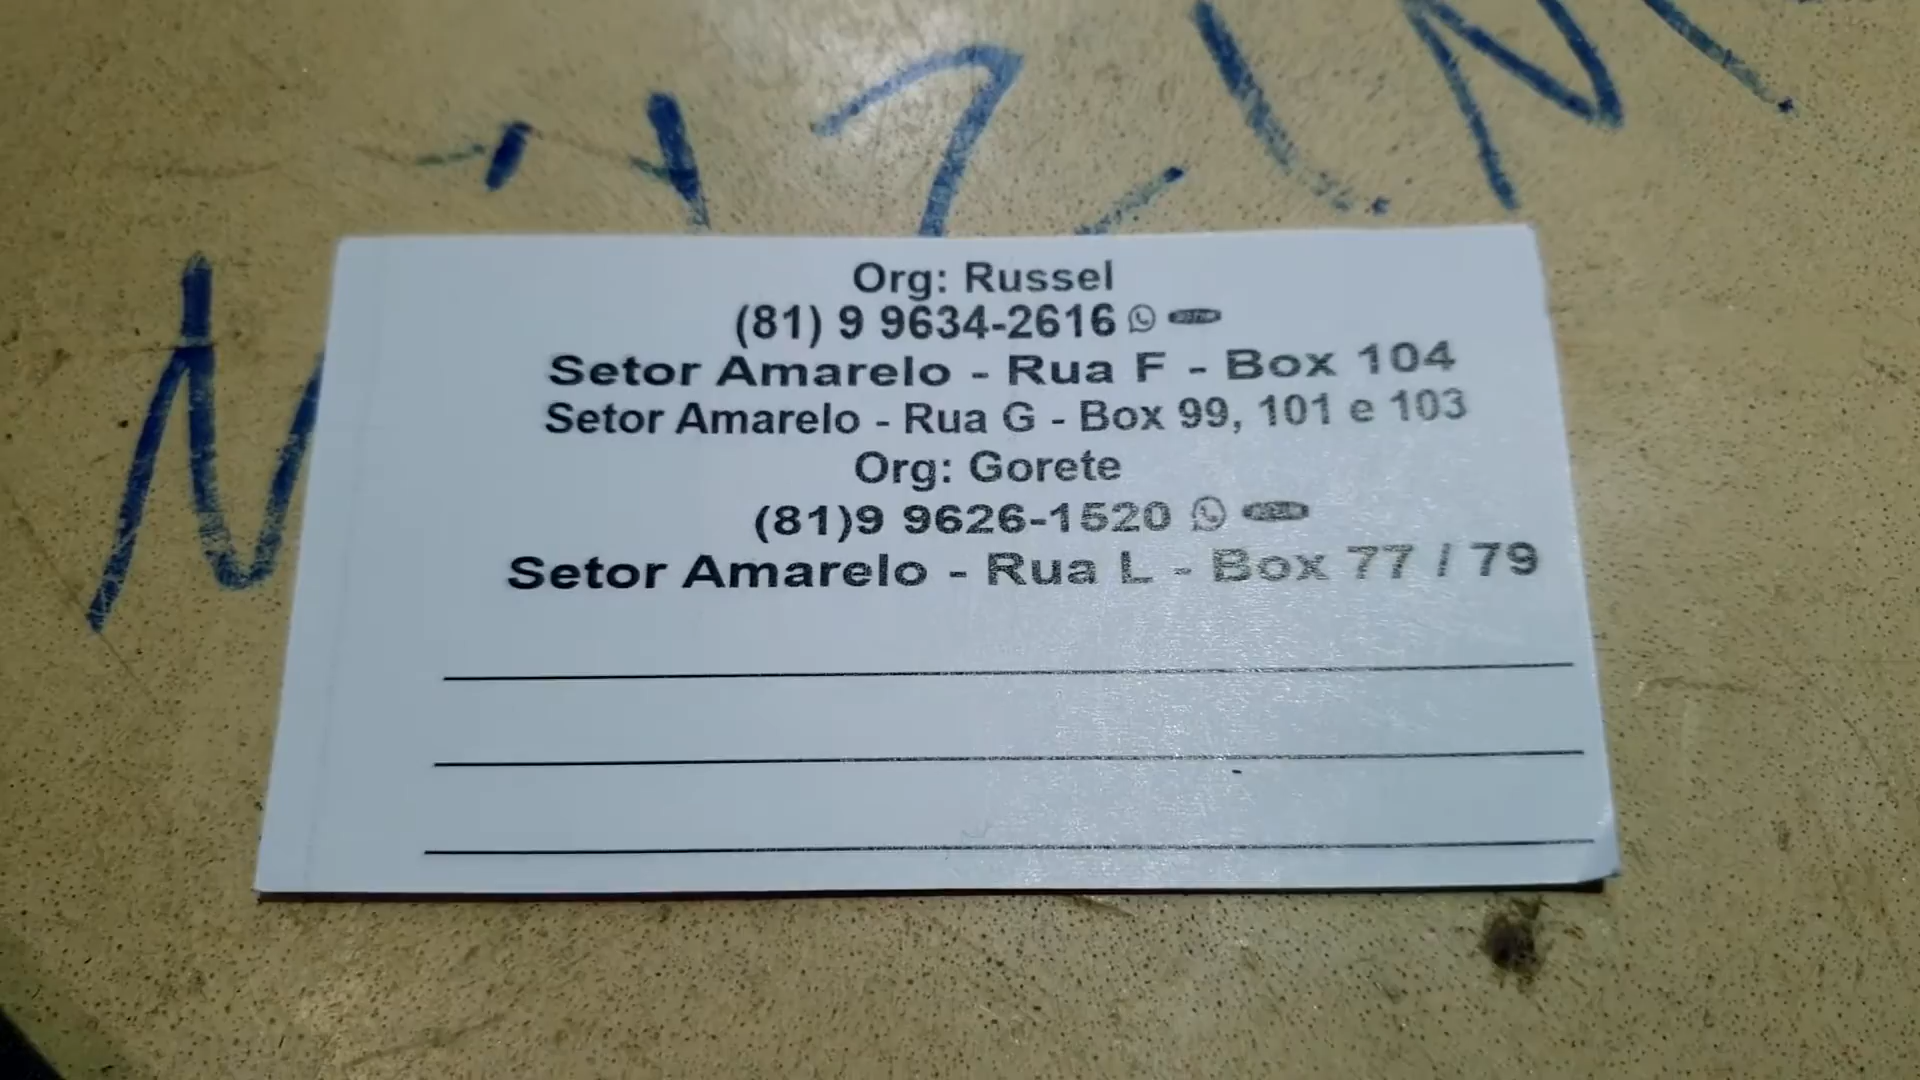 Org: Russel
(81) 9 9634-2616
Setor Amarelo - Rua F - Box 104
Setor Amarelo - Rua G - Box 99, 101 e 103
Org: Gorete
(81)9 9626-1520
Setor Amarelo - Rua L - Box 77 / 79